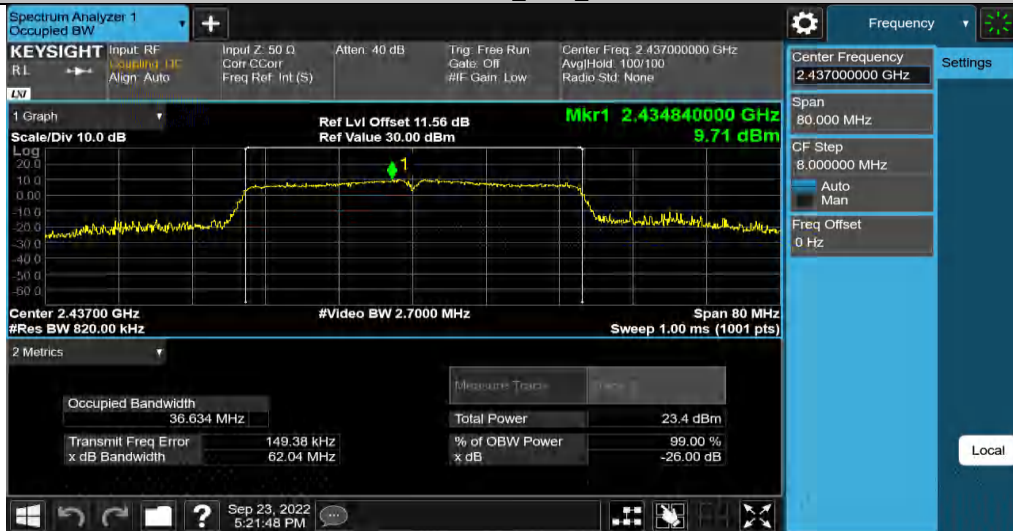 Spectrum Analyzer 1
Occupied BW
Frequency
KEYSIGHT
Input: RF
Coupling: DC
Align: Auto
RL
LXI
Input Z: 50 Ω
Corr CCorr
Freq Ref: Int (S)
Atten: 40 dB
Trig: Free Run
Gate: Off
#IF Gain: Low
Center Freq: 2.437000000 GHz
Avg|Hold: 100/100
Radio Std: None
Center Frequency
2.437000000 GHz
Settings
Span
80.000 MHz
CF Step
8.000000 MHz
Auto
Man
Freq Offset
0 Hz
1 Graph
Scale/Div 10.0 dB
Ref Lvl Offset 11.56 dB
Ref Value 30.00 dBm
Mkr1 2.434840000 GHz
9.71 dBm
Log
20.0
10.0
0.00
-10.0
-20.0
-30.0
-40.0
-50.0
-60.0
1
Center 2.43700 GHz
#Res BW 820.00 kHz
#Video BW 2.7000 MHz
Span 80 MHz
Sweep 1.00 ms (1001 pts)
2 Metrics
Measure Trace
Occupied Bandwidth
36.634 MHz
Total Power 23.4 dBm
Transmit Freq Error 149.38 kHz
% of OBW Power 99.00 %
x dB Bandwidth 62.04 MHz
x dB -26.00 dB
Local
?
Sep 23, 2022
5:21:48 PM